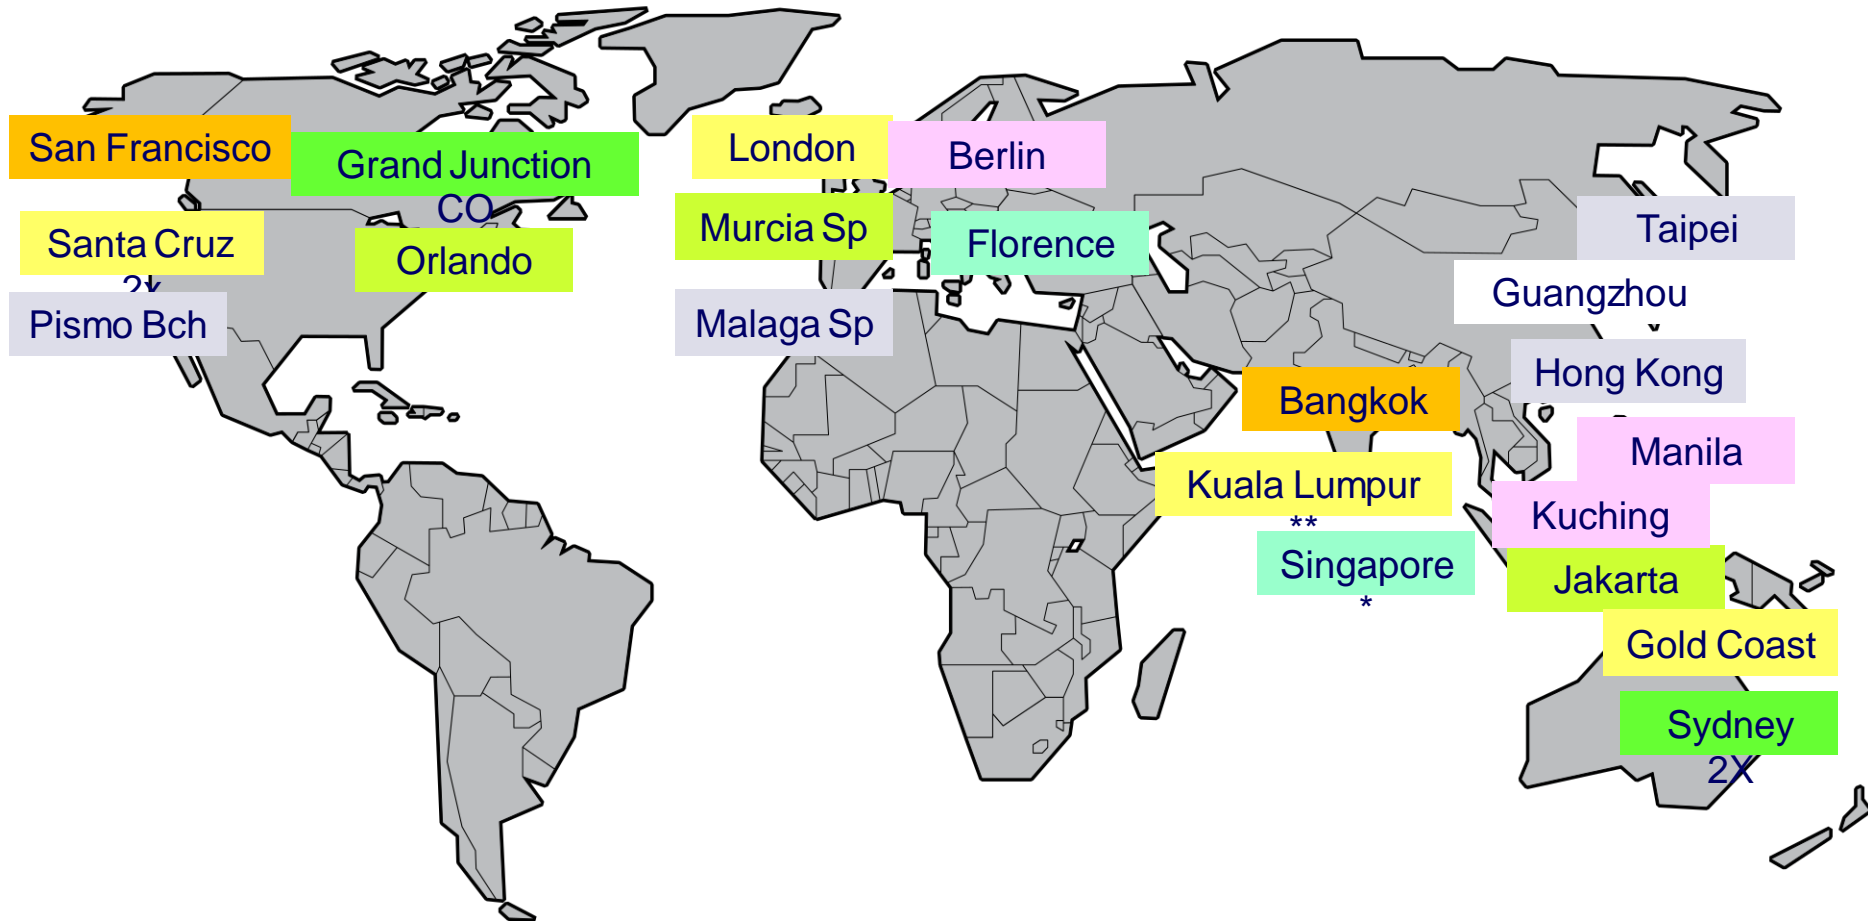 San Francisco
Grand Junction
CO
Santa Cruz
2x
Orlando
Pismo Bch
London
Berlin
Murcia Sp
Florence
Malaga Sp
Taipei
Guangzhou
Hong Kong
Bangkok
Manila
Kuala Lumpur
**
Kuching
Singapore
*
Jakarta
Gold Coast
Sydney
2X